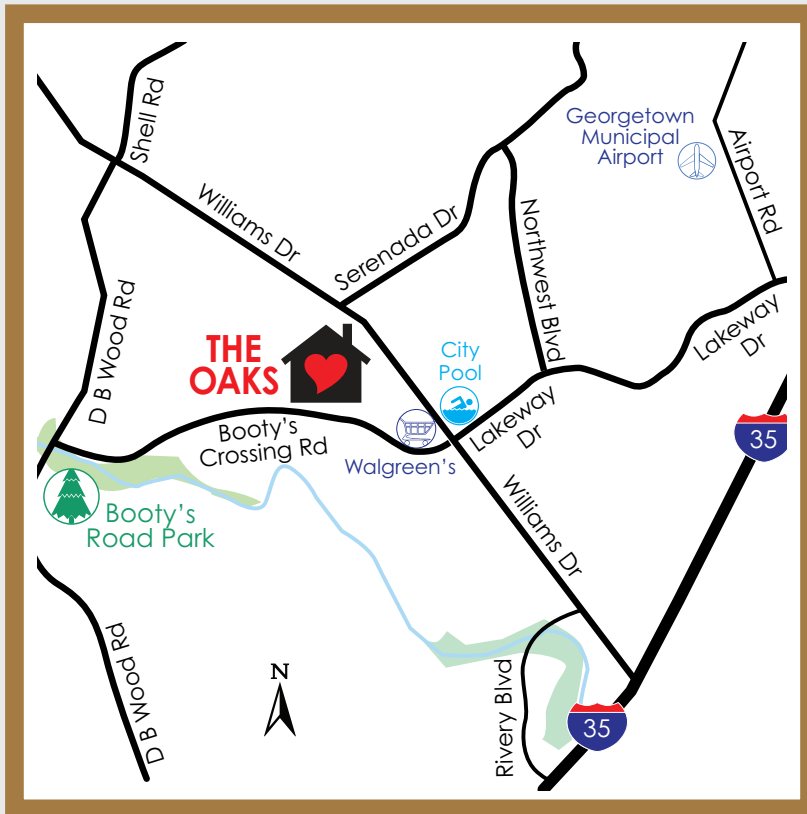 Shell Rd
Georgetown
Municipal
Airport
Airport Rd
Williams Dr
Serenada Dr
Northwest Blvd
D B Wood Rd
THE
OAKS
City
Pool
Lakeway
Dr
Booty's
Crossing Rd
Walgreen's
Lakeway
Dr
35
Booty's
Road Park
Williams Dr
D B Wood Rd
N
Rivery Blvd
35